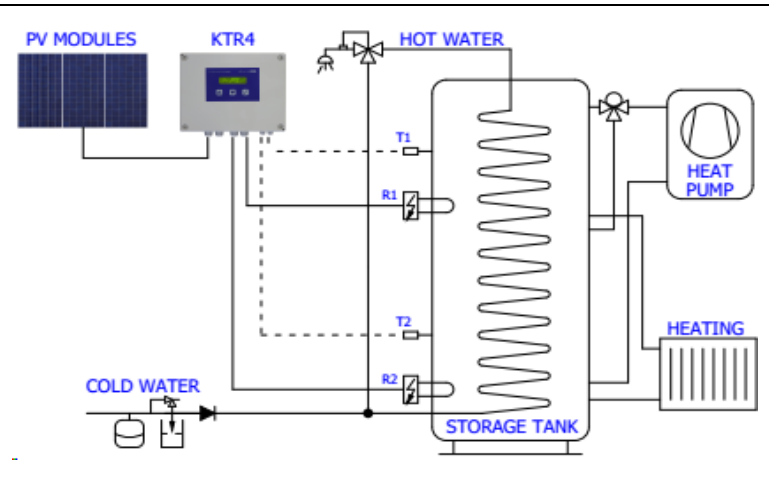 PV MODULES
KTR4
HOT WATER
T1
R1
HEAT
PUMP
T2
HEATING
R2
COLD WATER
STORAGE TANK